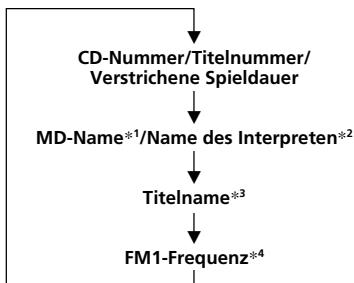 CD-Nummer/Titelnummer/
Verstrichene Spieldauer
MD-Name*1/Name des Interpreten*2
Titelname*3
FM1-Frequenz*4